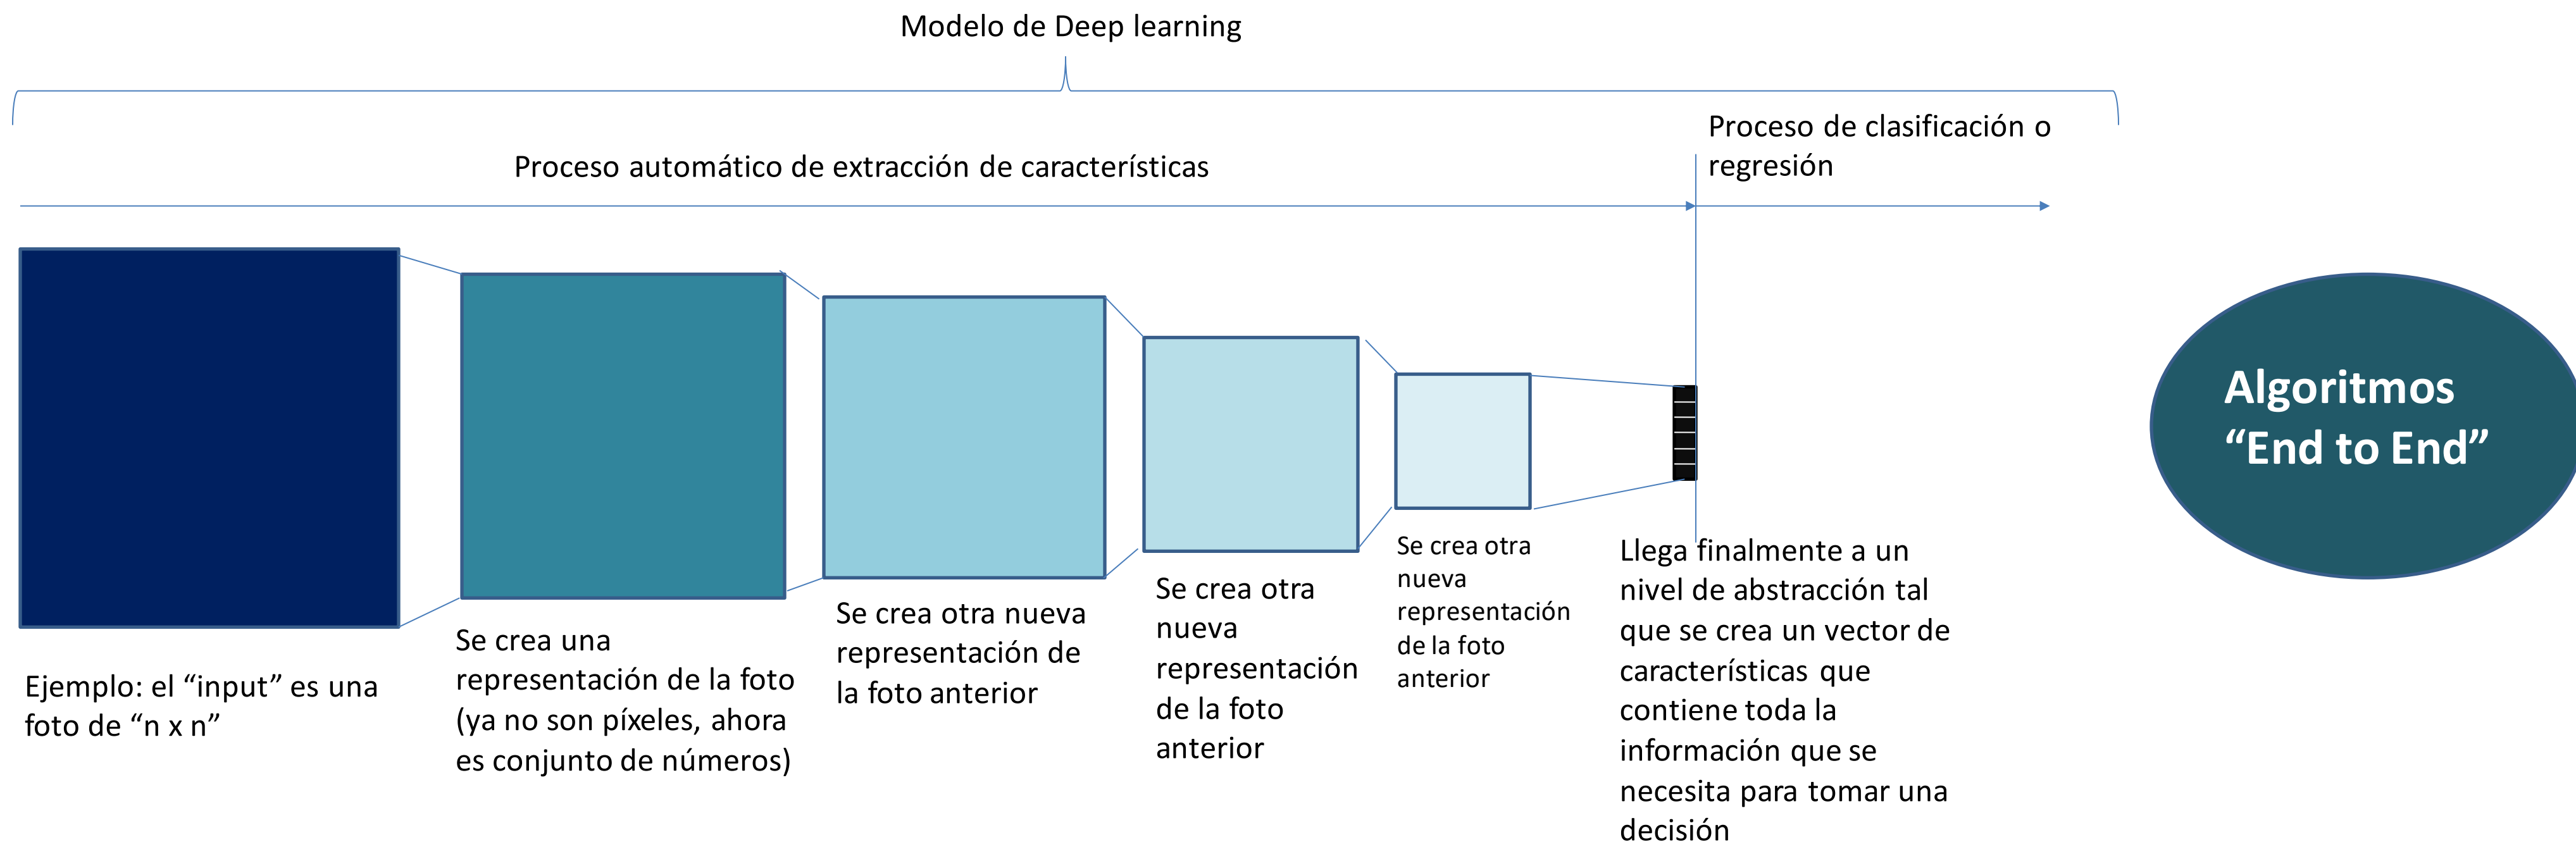 Modelo de Deep learning
Proceso automático de extracción de características
Proceso de clasificación o
regresión
Ejemplo: el “input” es una
foto de “n x n”
Se crea una
representación de la foto
(ya no son píxeles, ahora
es conjunto de números)
Se crea otra nueva
representación de
la foto anterior
Se crea otra
nueva
representación
de la foto
anterior
Se crea otra
nueva
representación
de la foto
anterior
Llega finalmente a un
nivel de abstracción tal
que se crea un vector de
características que
contiene toda la
información que se
necesita para tomar una
decisión
Algoritmos
“End to End”